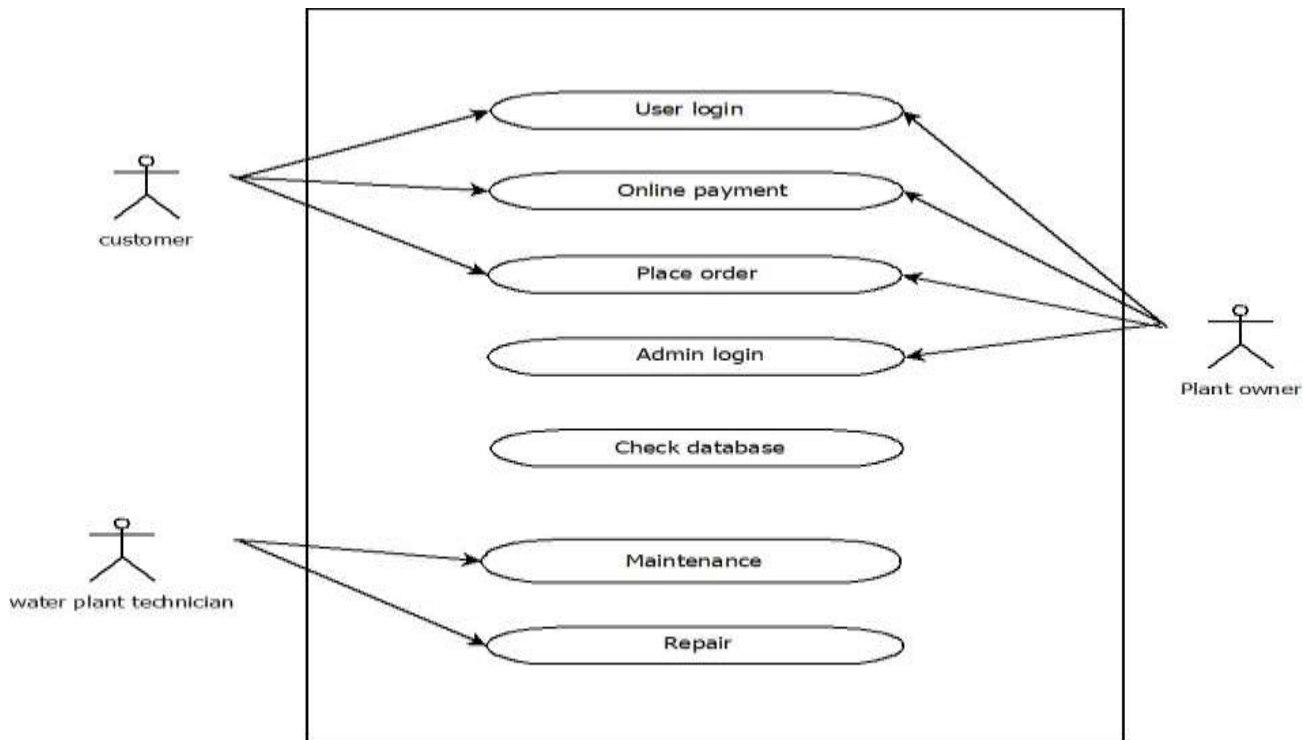 User login
Online payment
customer
Place order
Admin login
Plant owner
Check database
Maintenance
water plant technician
Repair